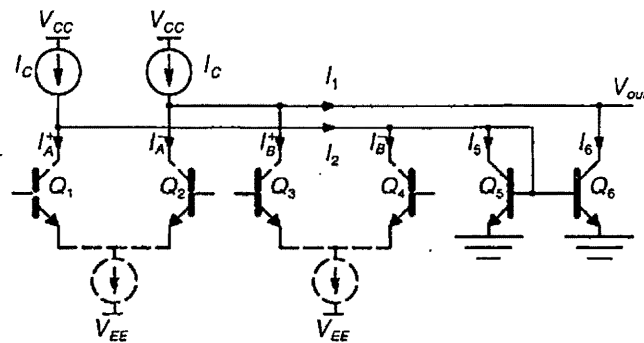 V_CC V_CC
I_C I_C
I_1 V_out
I_A^+ I_A^- I_B^+ I_2 I_B^- I_5 I_6
Q_1 Q_2 Q_3 Q_4 Q_5 Q_6
V_EE V_EE